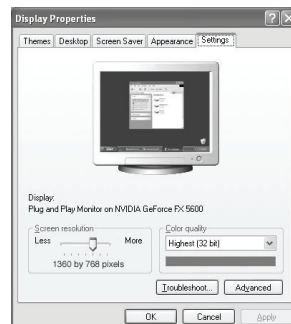 Display Properties
Themes Desktop Screen Saver Appearance Settings
Display:
Plug and Play Monitor on NVIDIA GeForce FX 5600
Screen resolution
Less More
1360 by 768 pixels
Color quality
Highest (32 bit)
Troubleshoot... Advanced
OK Cancel Apply